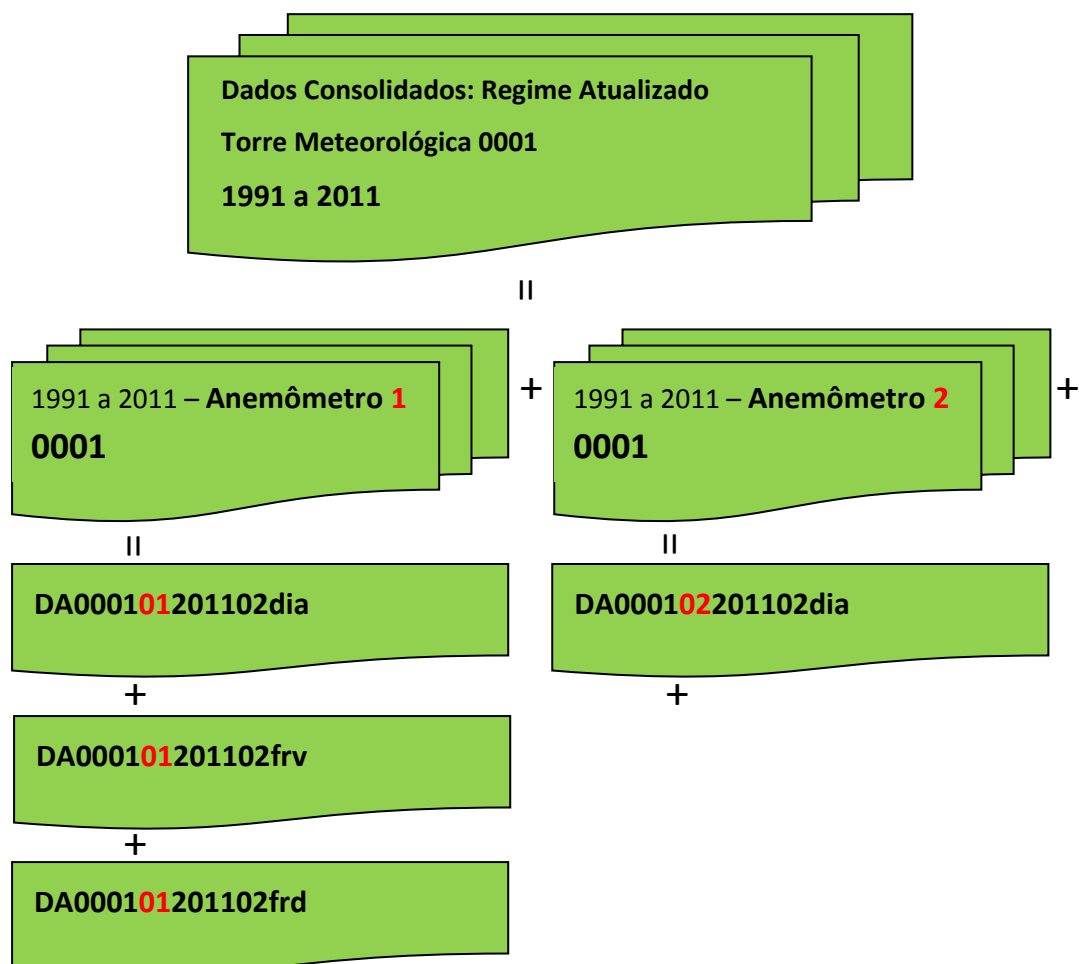 Dados Consolidados: Regime Atualizado
Torre Meteorológica 0001
1991 a 2011
=
1991 a 2011 – Anemômetro 1
0001
+
1991 a 2011 – Anemômetro 2
0001
+
=
=
DA000101201102dia
DA000102201102dia
+
+
DA000101201102frv
+
DA000101201102frd